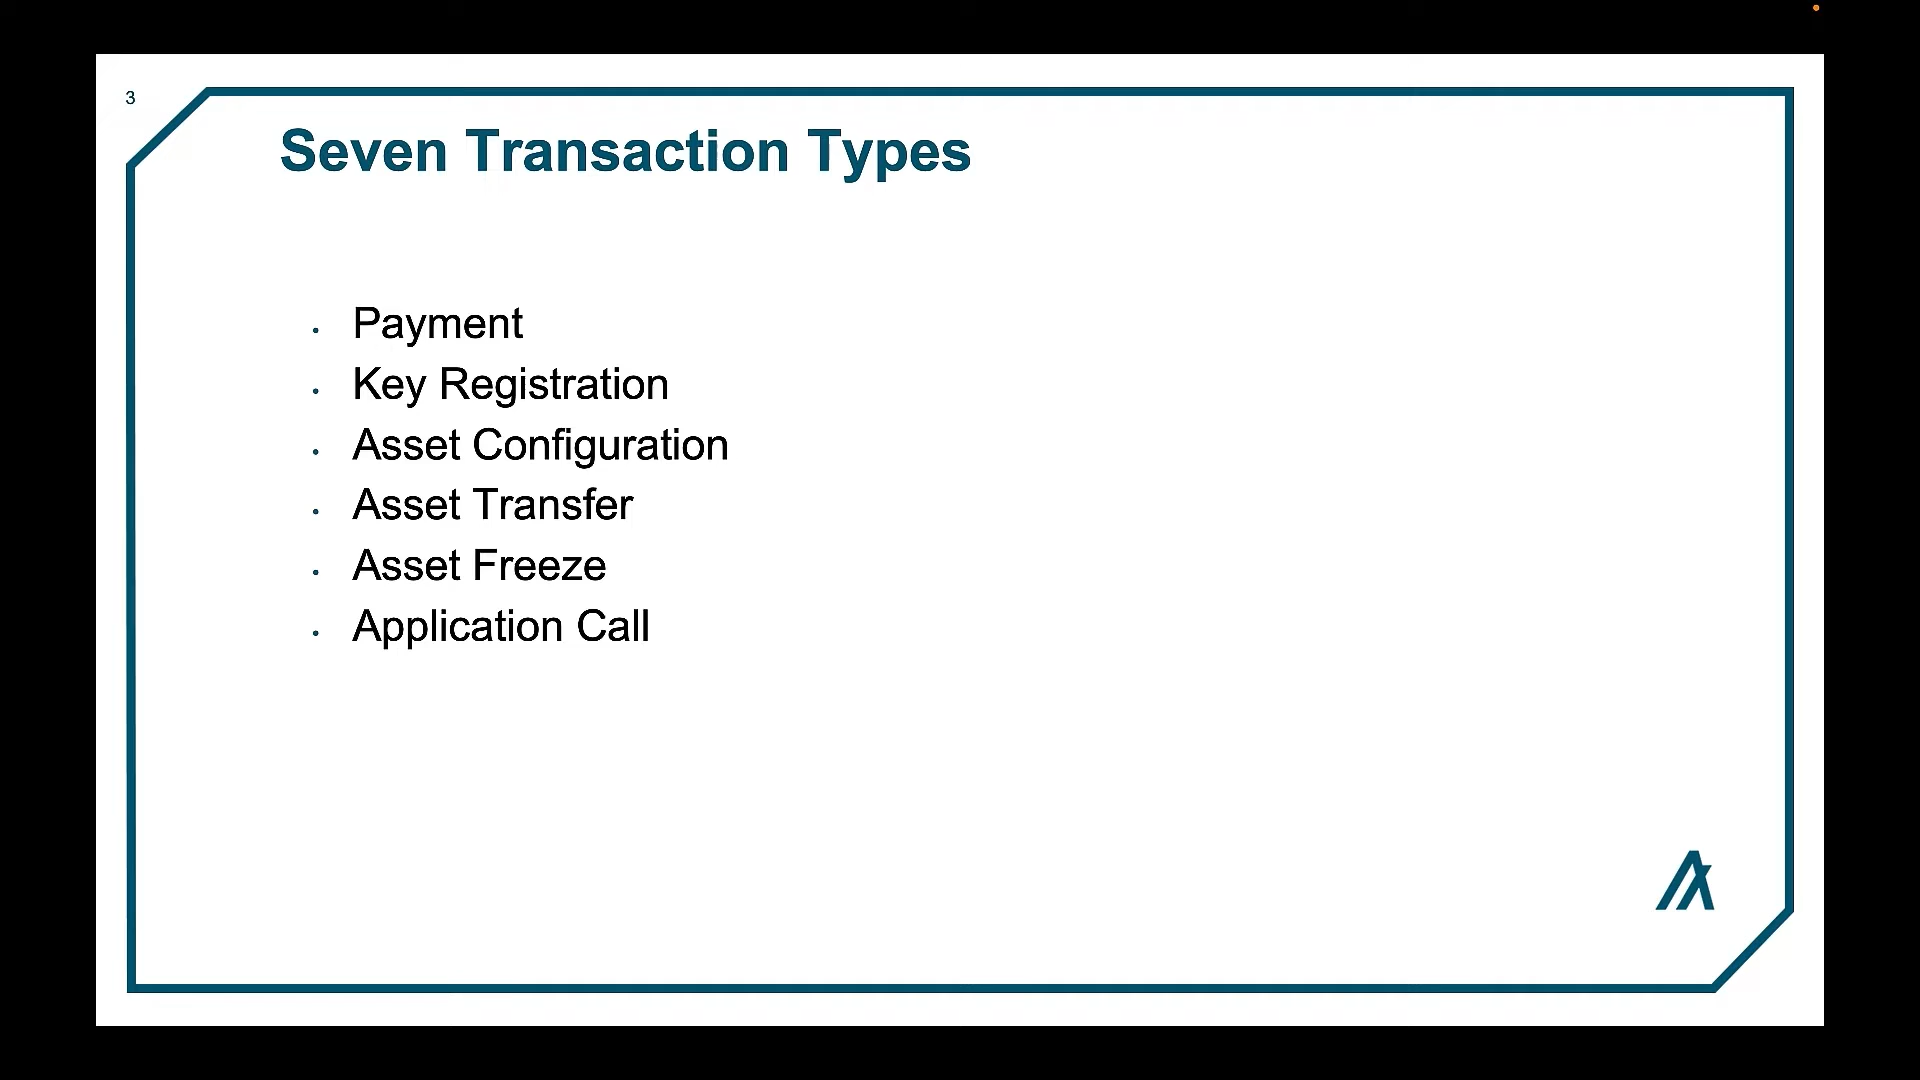 3
Seven Transaction Types
Payment
Key Registration
Asset Configuration
Asset Transfer
Asset Freeze
Application Call